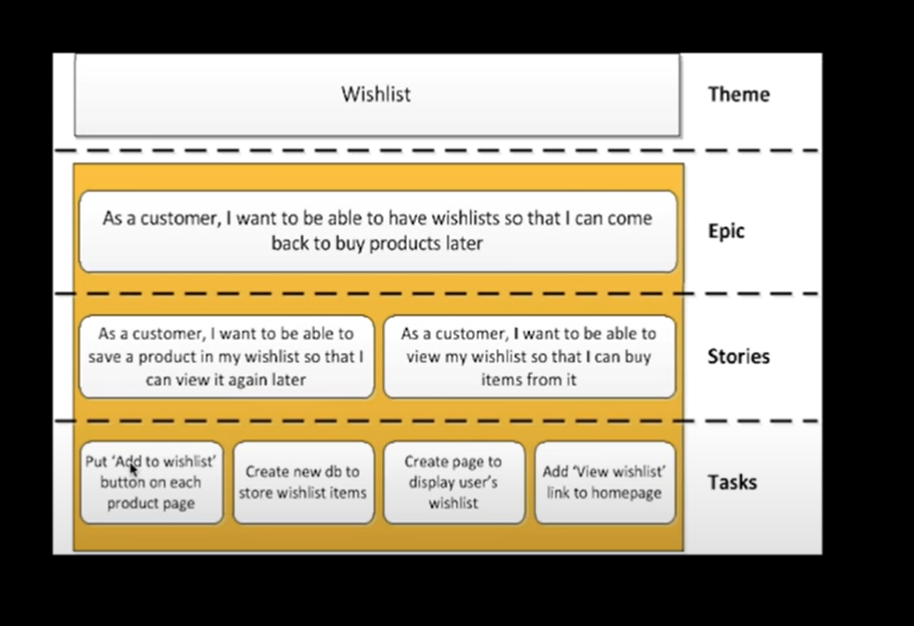 Wishlist
Theme
As a customer, I want to be able to have wishlists so that I can come
back to buy products later
Epic
As a customer, I want to be able to
save a product in my wishlist so that I
can view it again later
As a customer, I want to be able to
view my wishlist so that I can buy
items from it
Stories
Put ‘Add to wishlist’
button on each
product page
Create new db to
store wishlist items
Create page to
display user’s
wishlist
Add ‘View wishlist’
link to homepage
Tasks